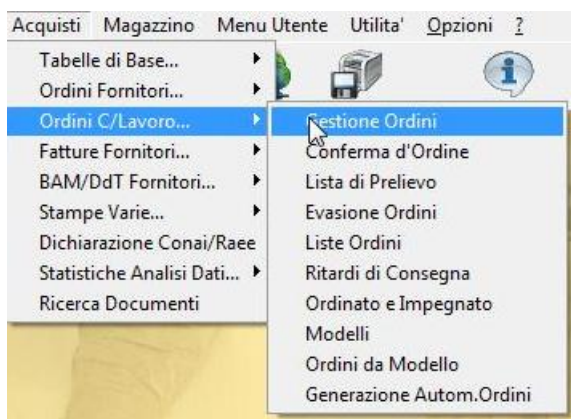 Acquisti Magazzino Menu Utente Utilita' Opzioni ?
Tabelle di Base...
Ordini Fornitori...
Ordini C/Lavoro...
Fatture Fornitori...
BAM/DdT Fornitori...
Stampe Varie...
Dichiarazione Conai/Raee
Statistiche Analisi Dati...
Ricerca Documenti
Gestione Ordini
Conferma d'Ordine
Lista di Prelievo
Evasione Ordini
Liste Ordini
Ritardi di Consegna
Ordinato e Impegnato
Modelli
Ordini da Modello
Generazione Autom.Ordini